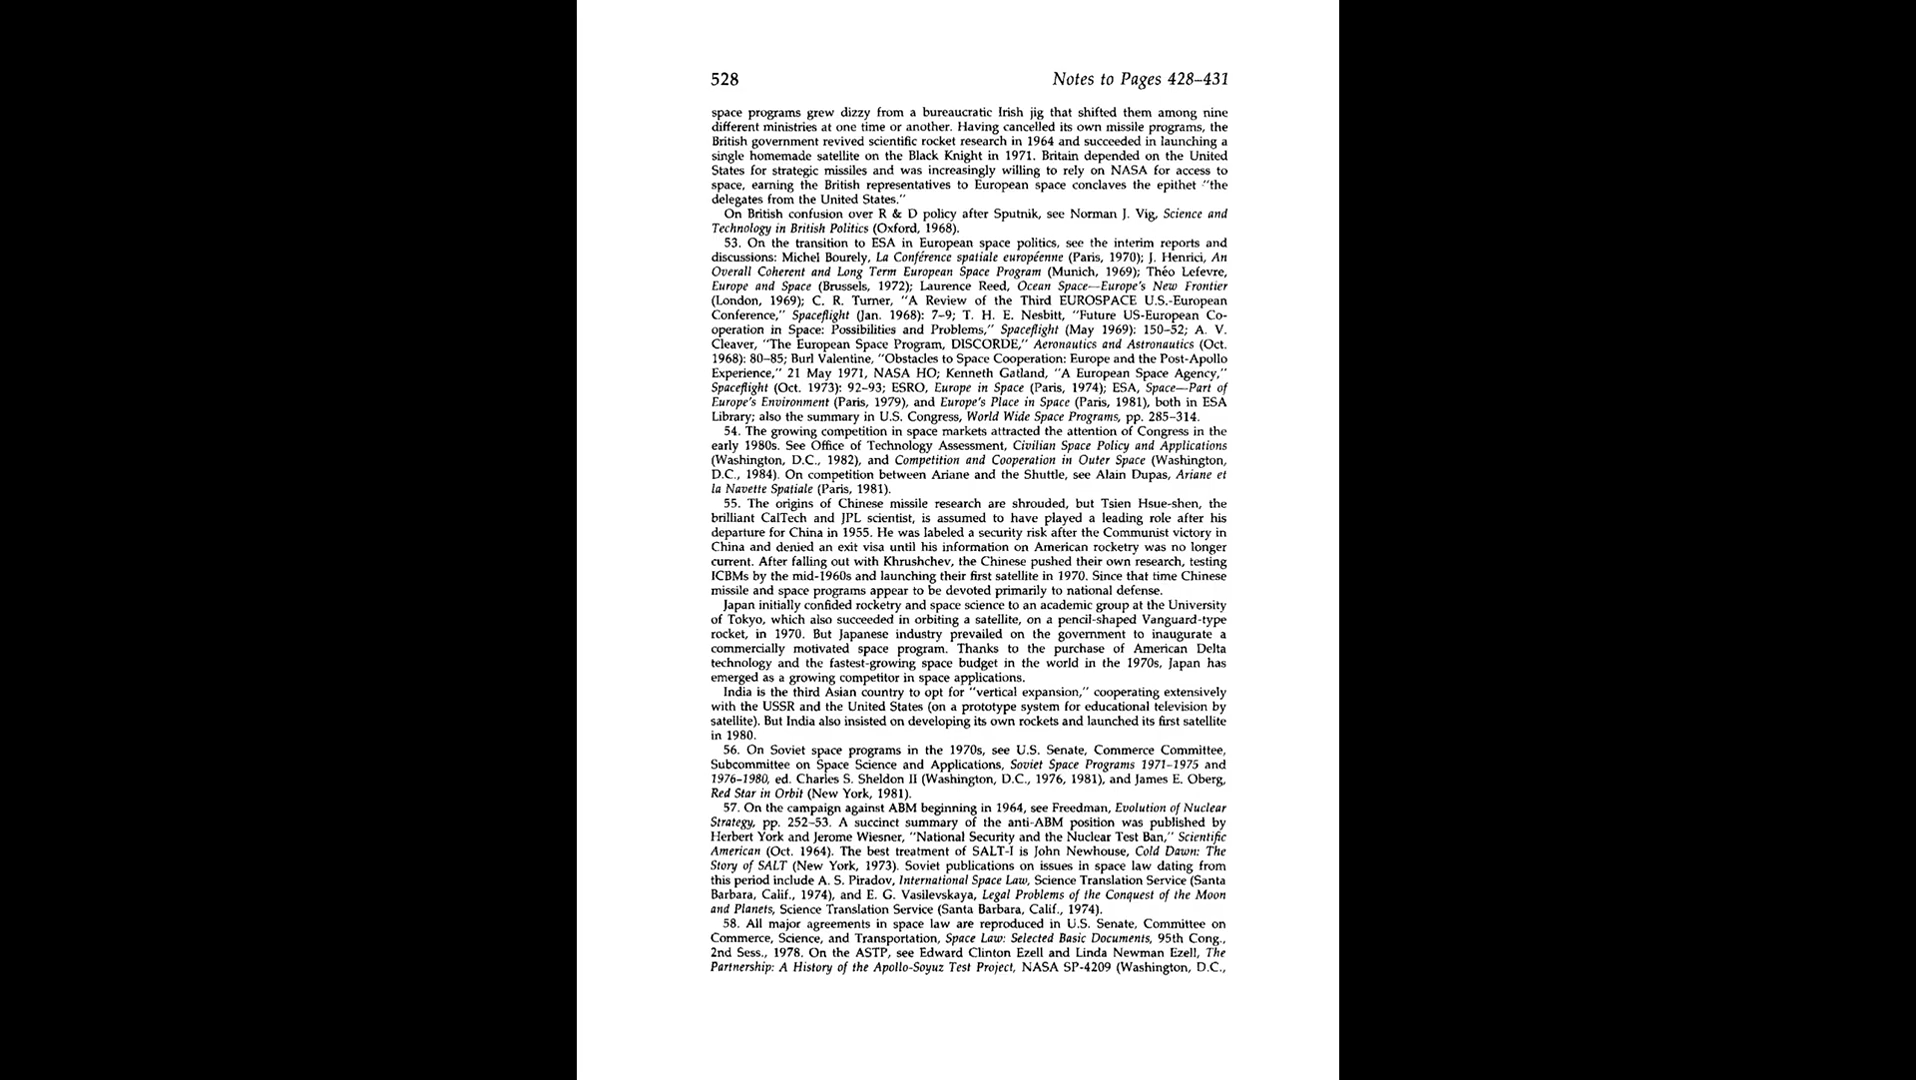 528 Notes to Pages 428–431
space programs grew dizzy from a bureaucratic Irish jig that shifted them among nine
different ministries at one time or another. Having cancelled its own missile programs, the
British government revived scientific rocket research in 1964 and succeeded in launching a
single homemade satellite on the Black Knight in 1971. Britain depended on the United
States for strategic missiles and was increasingly willing to rely on NASA for access to
space, earning the British representatives to European space conclaves the epithet "the
delegates from the United States."
On British confusion over R & D policy after Sputnik, see Norman J. Vig, Science and
Technology in British Politics (Oxford, 1968).
53. On the transition to ESA in European space politics, see the interim reports and
discussions: Michel Bourely, La Conférence spatiale européenne (Paris, 1970); J. Henrici, An
Overall Coherent and Long Term European Space Program (Munich, 1969); Théo Lefevre,
Europe and Space (Brussels, 1972); Laurence Reed, Ocean Space—Europe's New Frontier
(London, 1969); C. R. Turner, "A Review of the Third EUROSPACE U.S.-European
Conference," Spaceflight (Jan. 1968): 7–9; T. H. E. Nesbitt, "Future US-European Co-
operation in Space: Possibilities and Problems," Spaceflight (May 1969): 150–52; A. V.
Cleaver, "The European Space Program, DISCORDE," Aeronautics and Astronautics (Oct.
1968): 80–85; Burl Valentine, "Obstacles to Space Cooperation: Europe and the Post-Apollo
Experience," 21 May 1971, NASA HO; Kenneth Gatland, "A European Space Agency,"
Spaceflight (Oct. 1973): 92–93; ESRO, Europe in Space (Paris, 1974); ESA, Space—Part of
Europe's Environment (Paris, 1979), and Europe's Place in Space (Paris, 1981), both in ESA
Library; also the summary in U.S. Congress, World Wide Space Programs, pp. 285–314.
54. The growing competition in space markets attracted the attention of Congress in the
early 1980s. See Office of Technology Assessment, Civilian Space Policy and Applications
(Washington, D.C., 1982), and Competition and Cooperation in Outer Space (Washington,
D.C., 1984). On competition between Ariane and the Shuttle, see Alain Dupas, Ariane et
la Navette Spatiale (Paris, 1981).
55. The origins of Chinese missile research are shrouded, but Tsien Hsue-shen, the
brilliant CalTech and JPL scientist, is assumed to have played a leading role after his
departure for China in 1955. He was labeled a security risk after the Communist victory in
China and denied an exit visa until his information on American rocketry was no longer
current. After falling out with Khrushchev, the Chinese pushed their own research, testing
ICBMs by the mid-1960s and launching their first satellite in 1970. Since that time Chinese
missile and space programs appear to be devoted primarily to national defense.
Japan initially confided rocketry and space science to an academic group at the University
of Tokyo, which also succeeded in orbiting a satellite, on a pencil-shaped Vanguard-type
rocket, in 1970. But Japanese industry prevailed on the government to inaugurate a
commercially motivated space program. Thanks to the purchase of American Delta
technology and the fastest-growing space budget in the world in the 1970s, Japan has
emerged as a growing competitor in space applications.
India is the third Asian country to opt for "vertical expansion," cooperating extensively
with the USSR and the United States (on a prototype system for educational television by
satellite). But India also insisted on developing its own rockets and launched its first satellite
in 1980.
56. On Soviet space programs in the 1970s, see U.S. Senate, Commerce Committee,
Subcommittee on Space Science and Applications, Soviet Space Programs 1971–1975 and
1976–1980, ed. Charles S. Sheldon II (Washington, D.C., 1976, 1981), and James E. Oberg,
Red Star in Orbit (New York, 1981).
57. On the campaign against ABM beginning in 1964, see Freedman, Evolution of Nuclear
Strategy, pp. 252–53. A succinct summary of the anti-ABM position was published by
Herbert York and Jerome Wiesner, "National Security and the Nuclear Test Ban," Scientific
American (Oct. 1964). The best treatment of SALT-I is John Newhouse, Cold Dawn: The
Story of SALT (New York, 1973). Soviet publications on issues in space law dating from
this period include A. S. Piradov, International Space Law, Science Translation Service (Santa
Barbara, Calif., 1974), and E. G. Vasilevskaya, Legal Problems of the Conquest of the Moon
and Planets, Science Translation Service (Santa Barbara, Calif., 1974).
58. All major agreements in space law are reproduced in U.S. Senate, Committee on
Commerce, Science, and Transportation, Space Law: Selected Basic Documents, 95th Cong.,
2nd Sess., 1978. On the ASTP, see Edward Clinton Ezell and Linda Newman Ezell, The
Partnership: A History of the Apollo-Soyuz Test Project, NASA SP-4209 (Washington, D.C.,